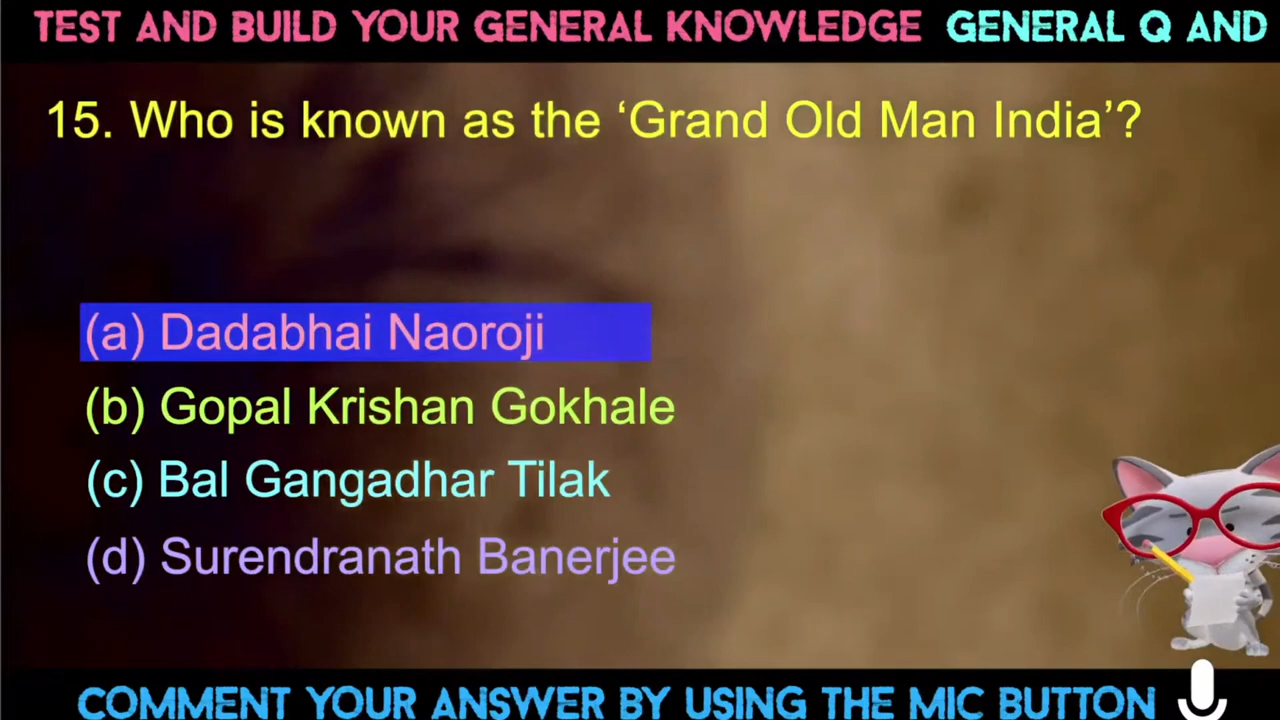 TEST AND BUILD YOUR GENERAL KNOWLEDGE GENERAL Q AND
15. Who is known as the ‘Grand Old Man India’?
(a) Dadabhai Naoroji
(b) Gopal Krishan Gokhale
(c) Bal Gangadhar Tilak
(d) Surendranath Banerjee
COMMENT YOUR ANSWER BY USING THE MIC BUTTON